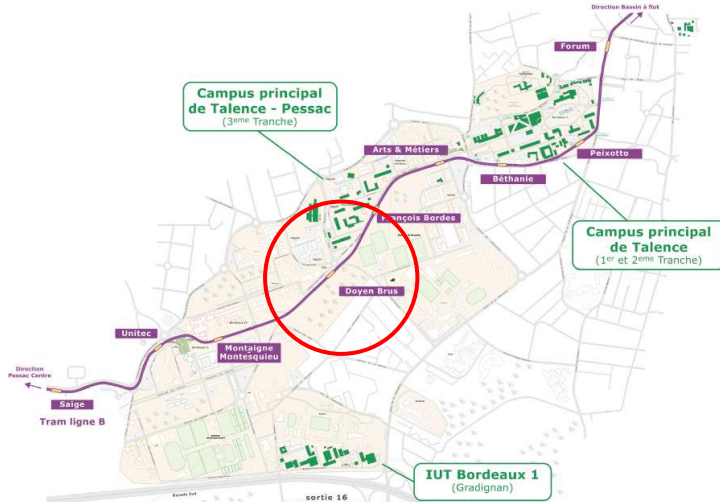 Direction Bassin à flot
Forum
Campus principal
de Talence - Pessac
(3eme Tranche)
Arts & Métiers
Peixotto
Béthanie
François Bordes
Campus principal
de Talence
(1er et 2eme Tranche)
Doyen Brus
Unitec
Montaigne
Montesquieu
Direction
Pessac Centre
Saige
Tram ligne B
IUT Bordeaux 1
(Gradignan)
sortie 16